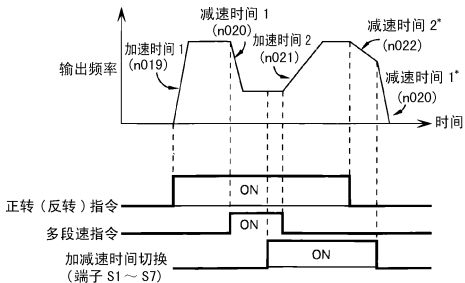 减速时间 1
(n020)
加速时间 1
(n019)
加速时间 2
(n021)
减速时间 2*
(n022)
减速时间 1*
(n020)
输出频率
时间
ON
正转(反转)指令
ON
多段速指令
加减速时间切换
(端子 S1～S7)
ON